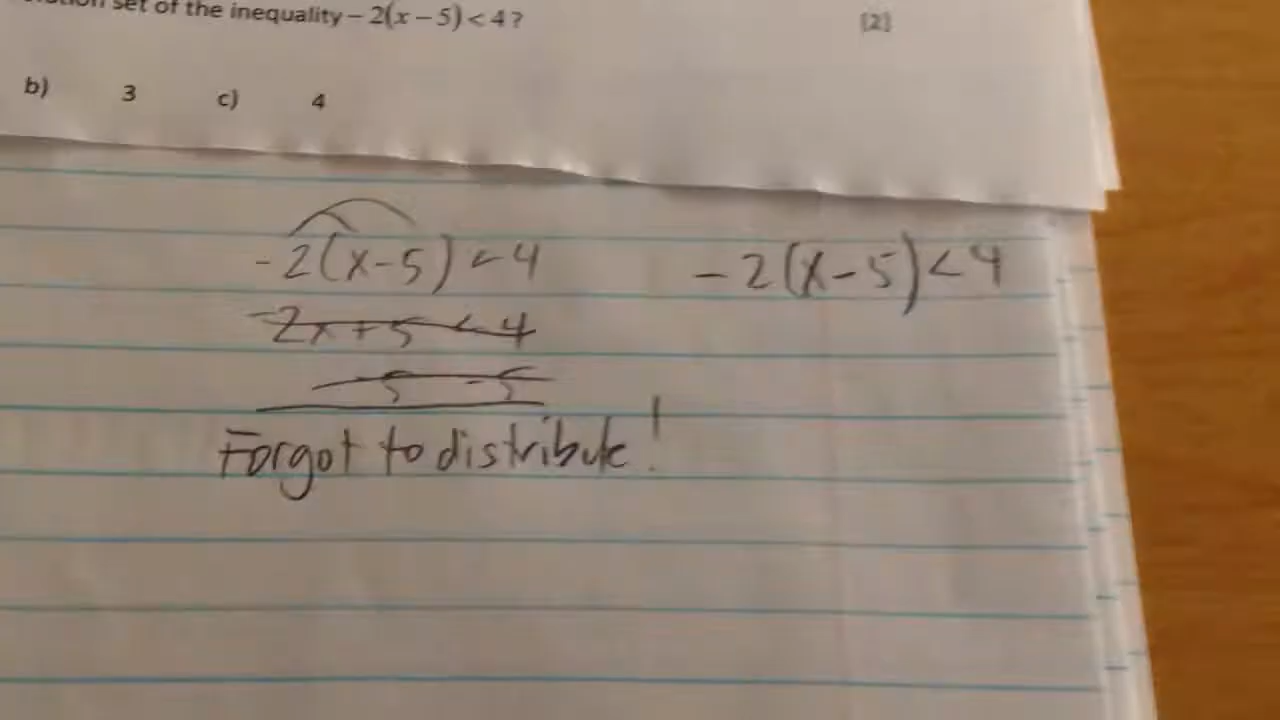 set of the inequality – 2(x – 5) < 4 ?
[2]
b) 3 c) 4
-2(x-5) < 4
-2x+5 < 4
-5 -5
Forgot to distribute!
-2(x-5) < 4